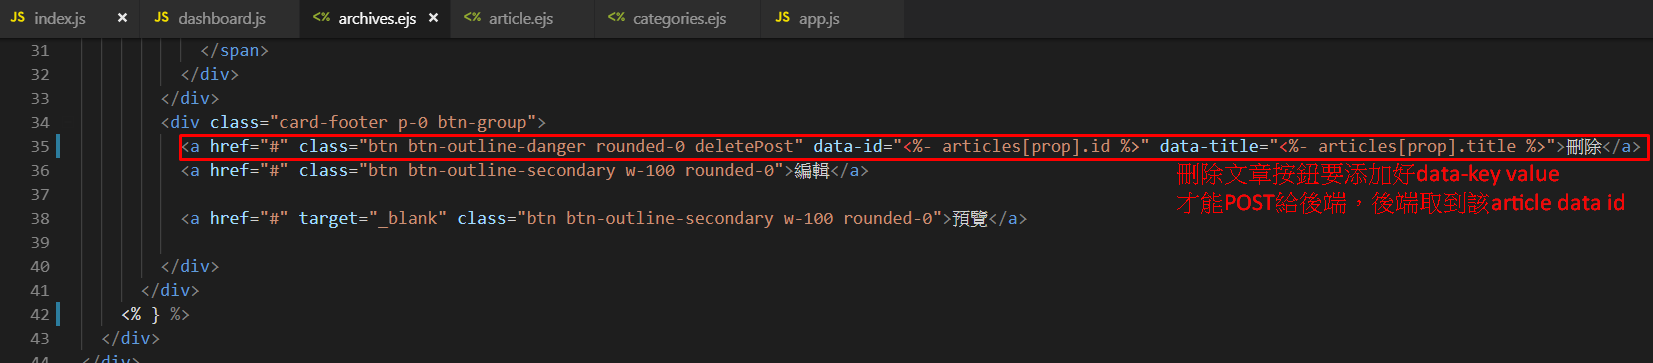 JS index.js × JS dashboard.js <%> archives.ejs × <%> article.ejs <%> categories.ejs JS app.js
31 </span>
32 </div>
33 </div>
34 <div class="card-footer p-0 btn-group">
35 <a href="#" class="btn btn-outline-danger rounded-0 deletePost" data-id="<%- articles[prop].id %>" data-title="<%- articles[prop].title %>">刪除</a>
36 <a href="#" class="btn btn-outline-secondary w-100 rounded-0">編輯</a>
刪除文章按鈕要添加好data-key value
37
才能POST給後端，後端取到該article data id
38 <a href="#" target="_blank" class="btn btn-outline-secondary w-100 rounded-0">預覽</a>
39
40 </div>
41 </div>
42 <% } %>
43 </div>
44 </div>